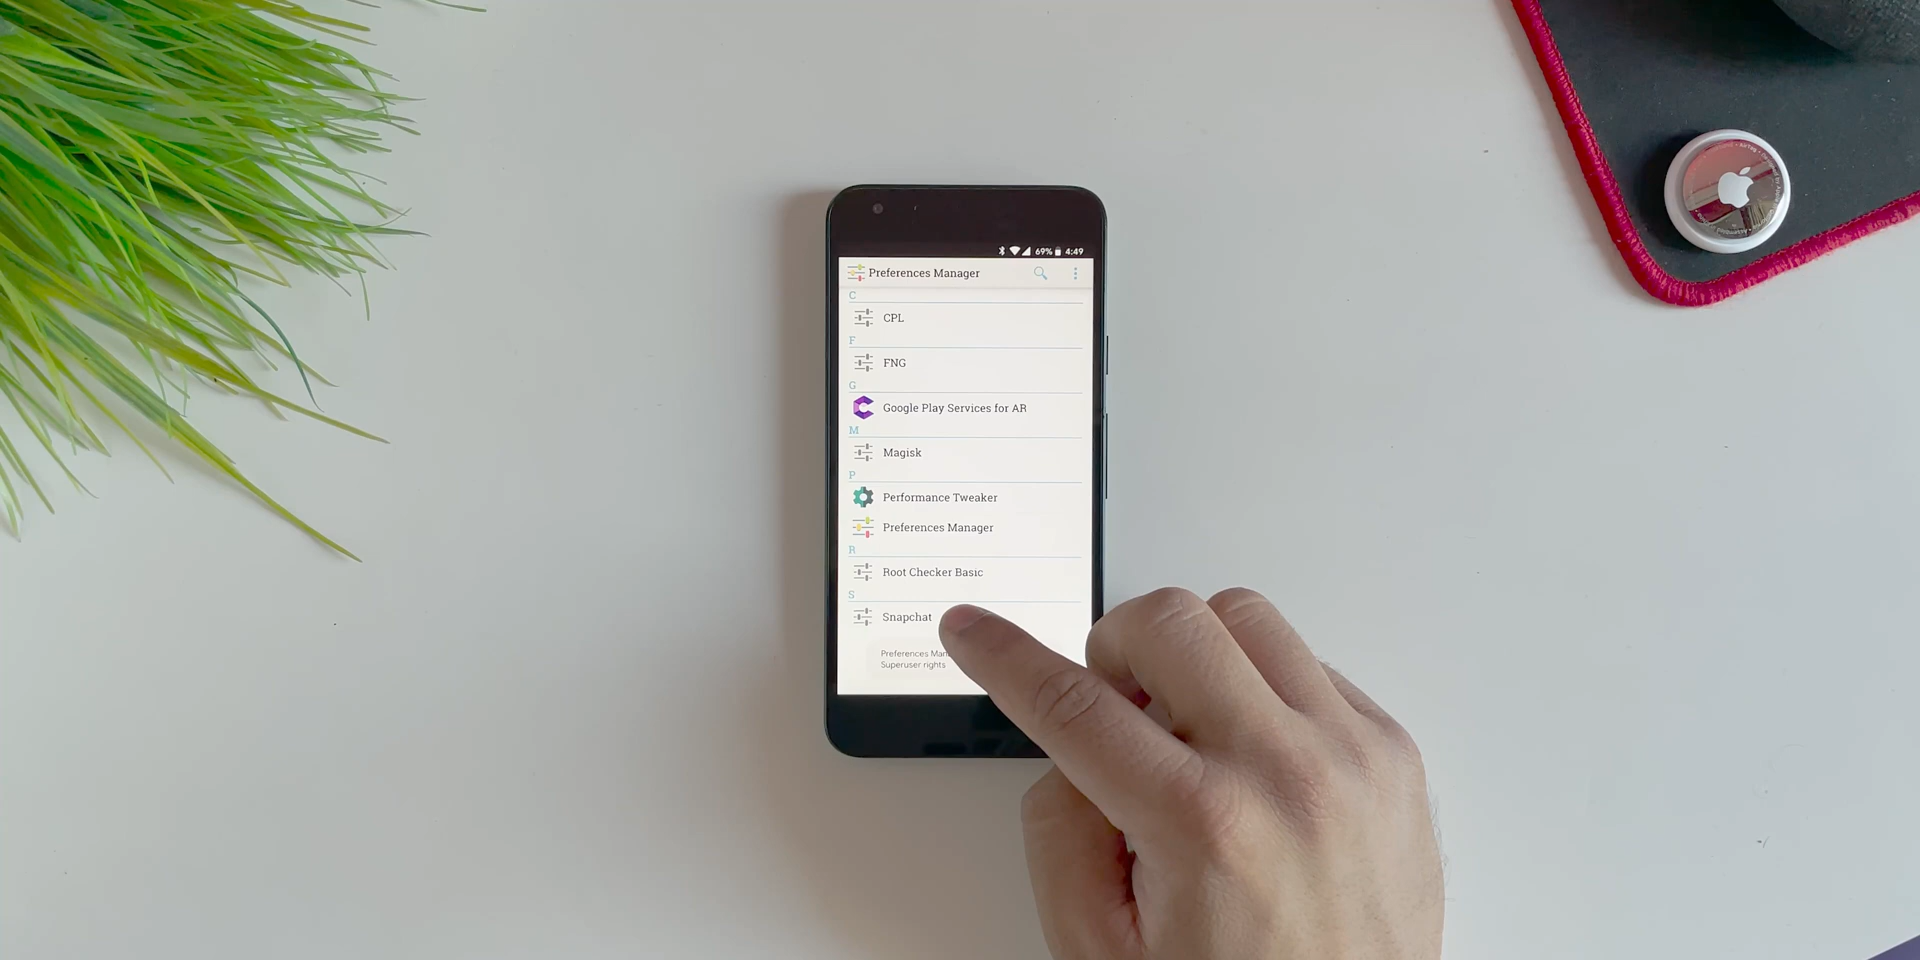 69% 4:49
Preferences Manager
C
CPL
F
FNG
G
Google Play Services for AR
M
Magisk
P
Performance Tweaker
Preferences Manager
R
Root Checker Basic
S
Snapchat
Preferences
Superuser rights